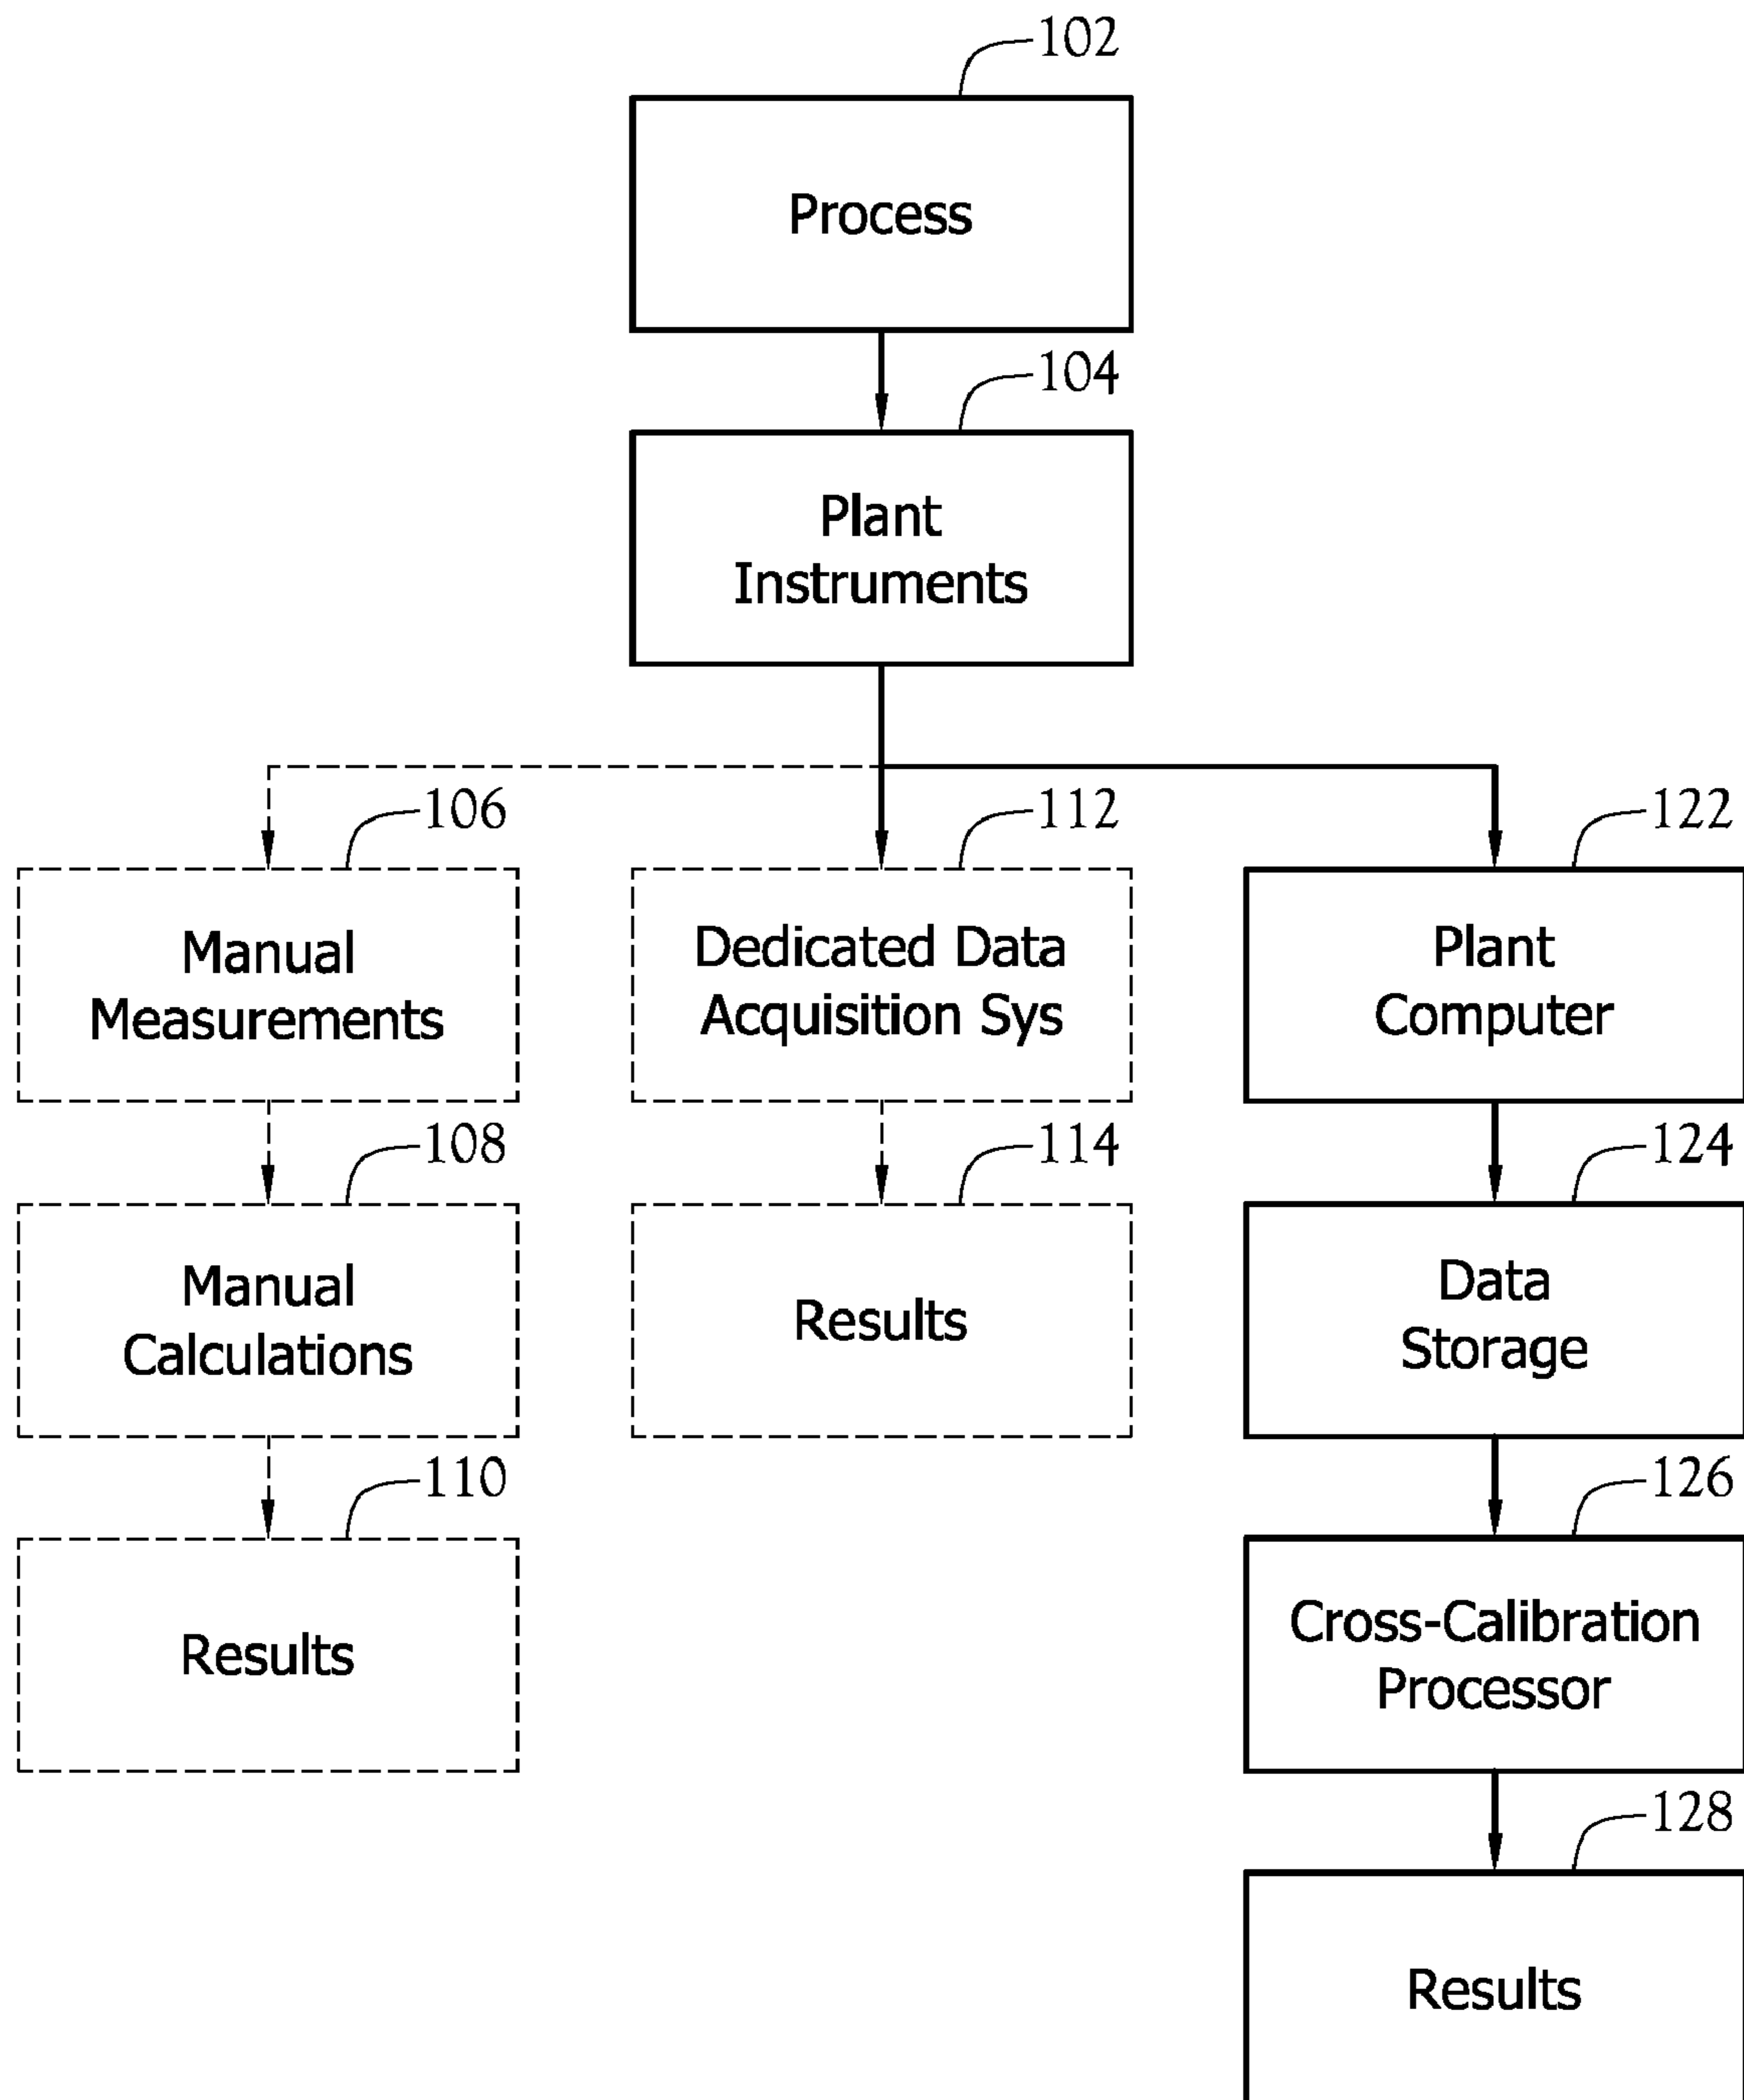 102
Process
104
Plant
Instruments
106
Manual
Measurements
112
Dedicated Data
Acquisition Sys
122
Plant
Computer
108
Manual
Calculations
114
Results
124
Data
Storage
110
Results
126
Cross-Calibration
Processor
128
Results